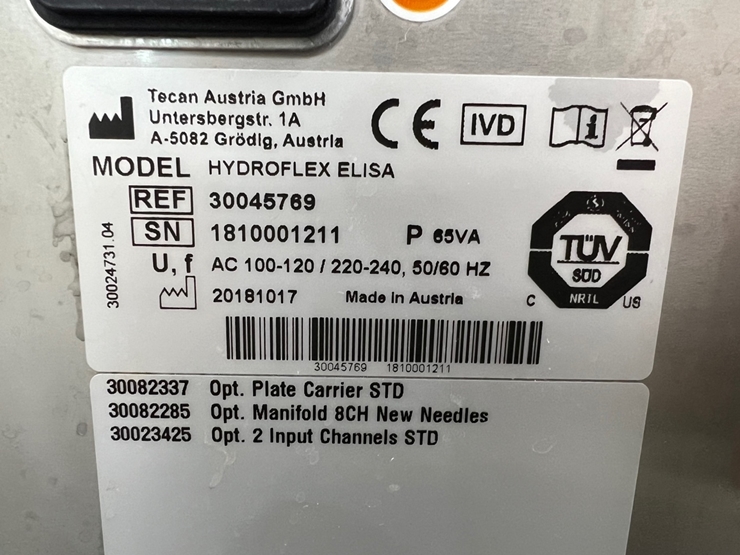 Tecan Austria GmbH
Untersbergstr. 1A
A-5082 Grödig, Austria
CE IVD i
MODEL HYDROFLEX ELISA
REF 30045769
SN 1810001211 P 65VA
U, f AC 100-120 / 220-240, 50/60 HZ
20181017 Made in Austria
30024731.04
TÜV
SÜD
C NRTL US
30045769 1810001211
30082337 Opt. Plate Carrier STD
30082285 Opt. Manifold 8CH New Needles
30023425 Opt. 2 Input Channels STD